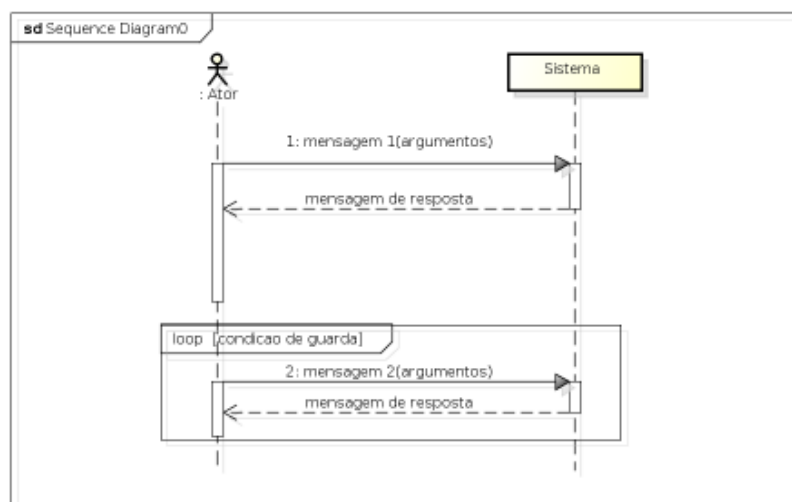 sd Sequence Diagram0
: Ator
Sistema
1: mensagem 1(argumentos)
mensagem de resposta
loop [condicao de guarda]
2: mensagem 2(argumentos)
mensagem de resposta